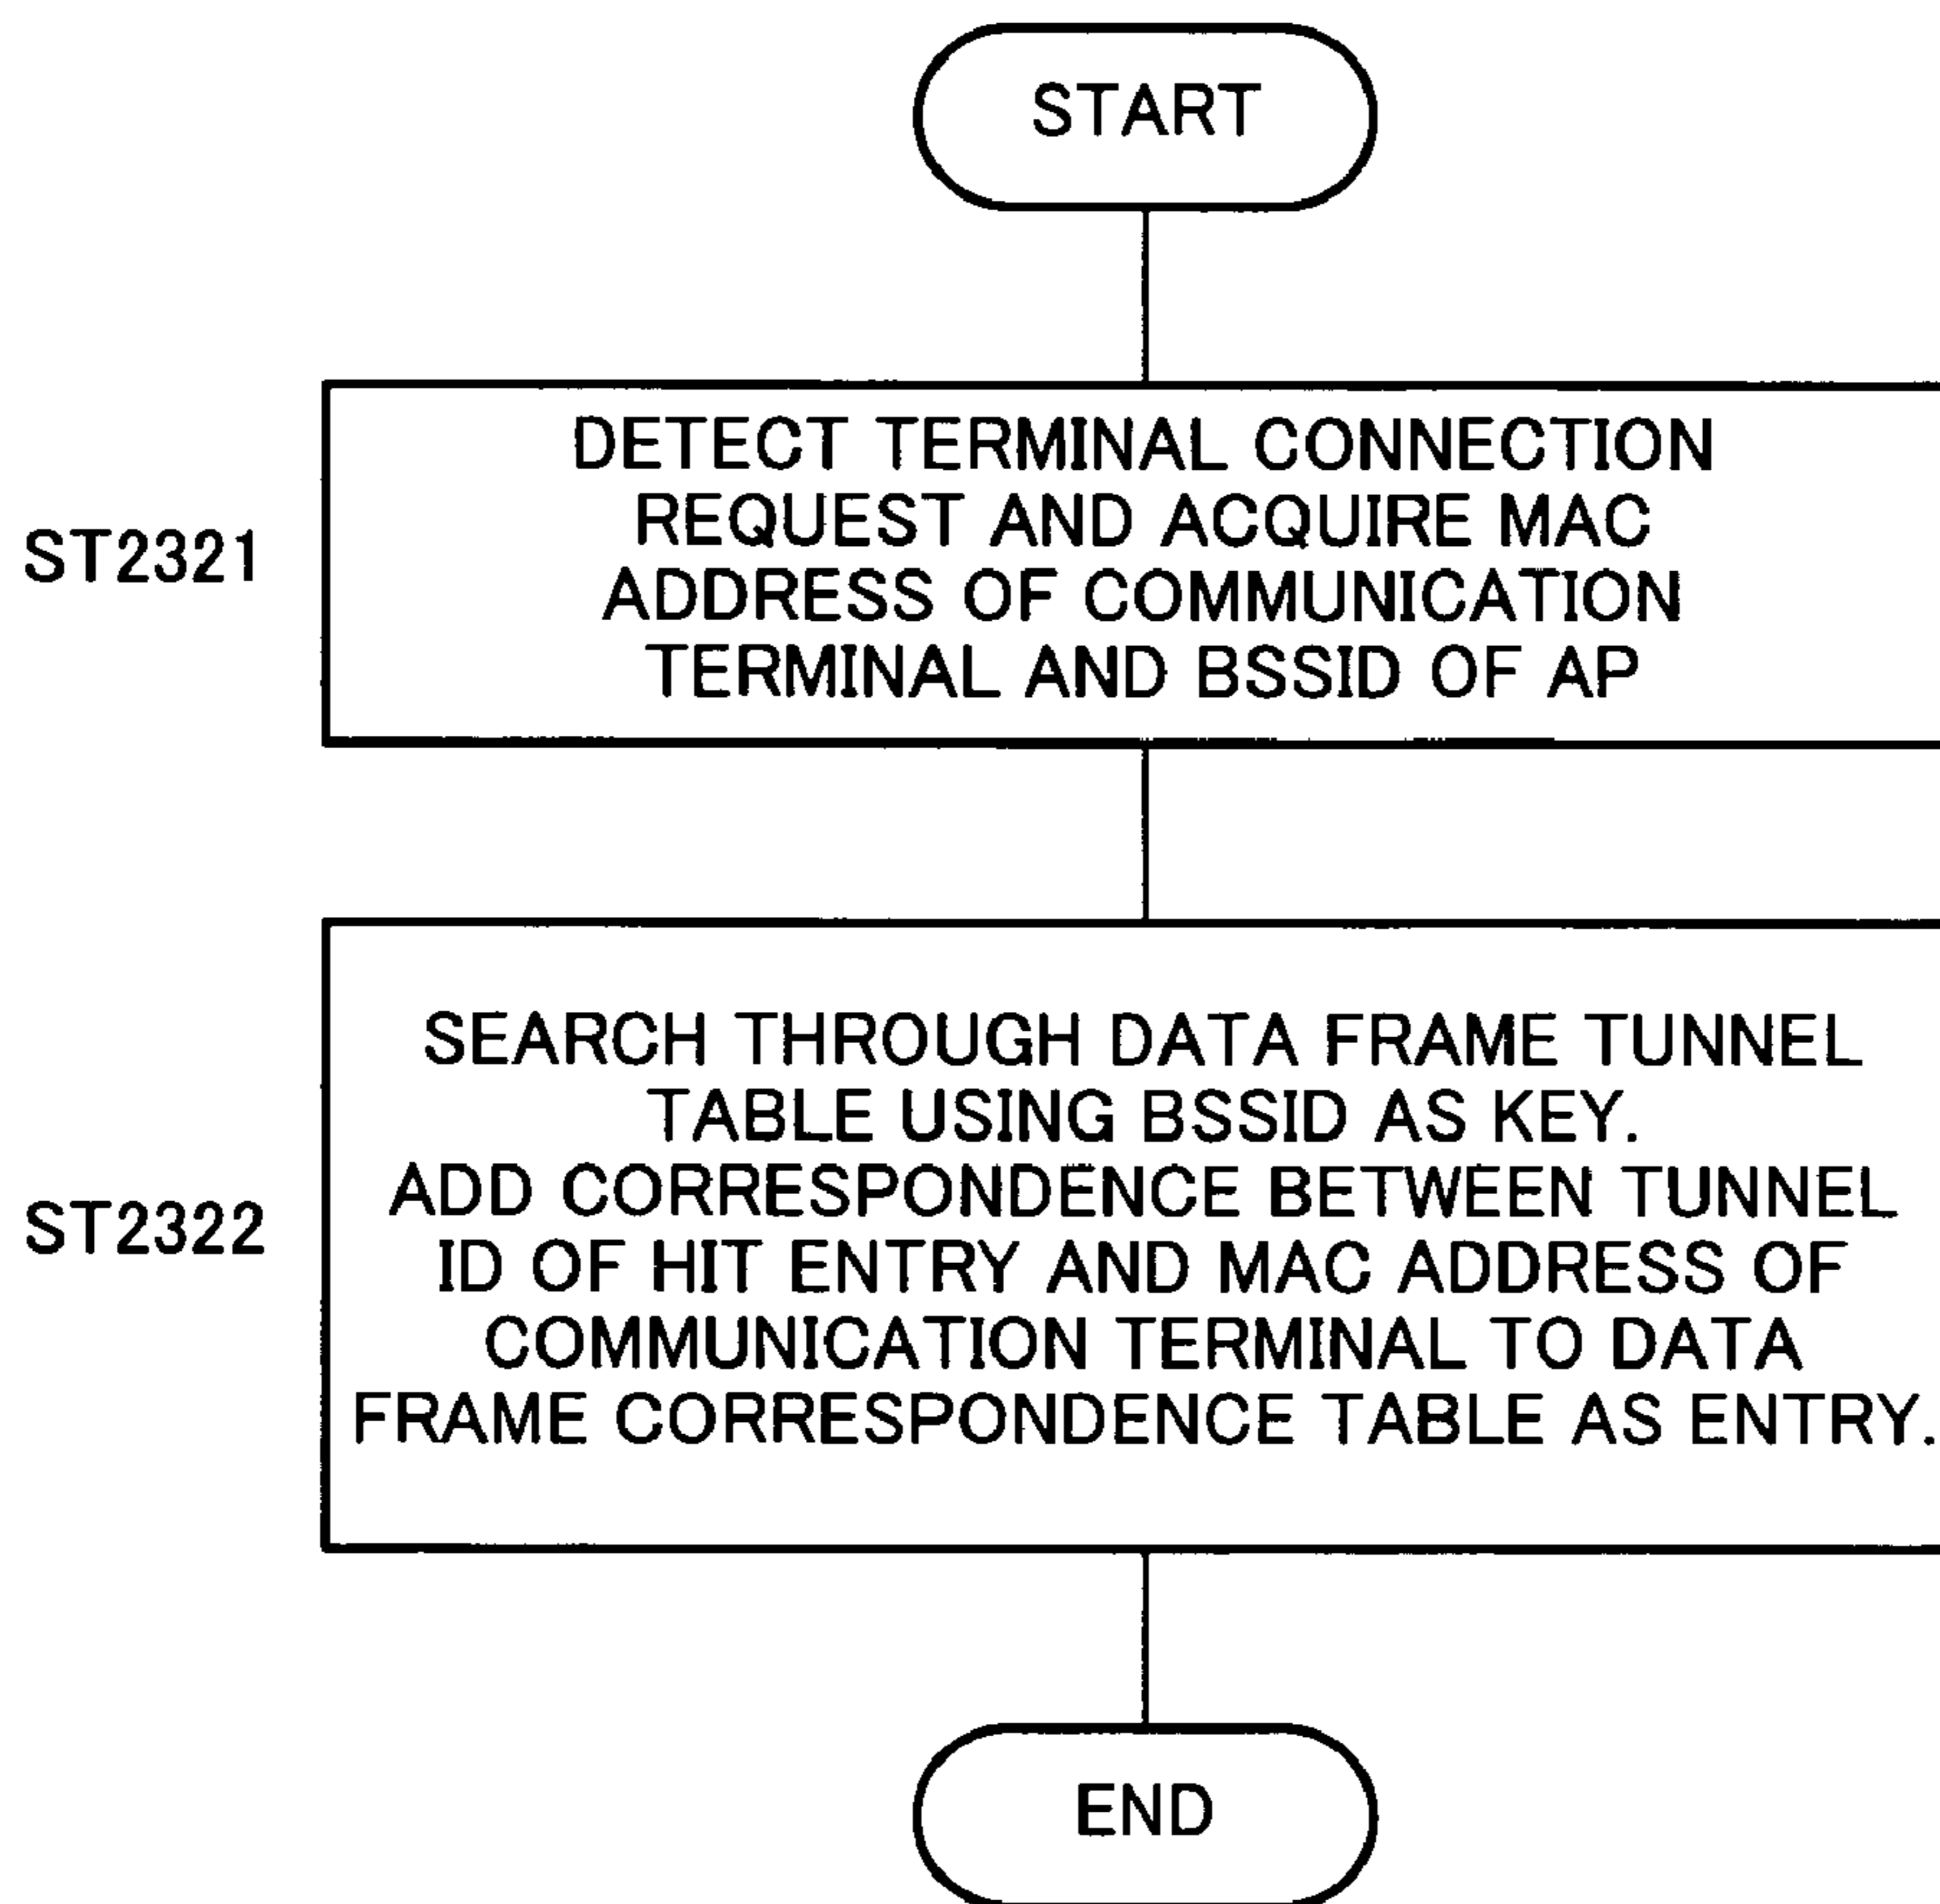 START
ST2321
DETECT TERMINAL CONNECTION
REQUEST AND ACQUIRE MAC
ADDRESS OF COMMUNICATION
TERMINAL AND BSSID OF AP
ST2322
SEARCH THROUGH DATA FRAME TUNNEL
TABLE USING BSSID AS KEY.
ADD CORRESPONDENCE BETWEEN TUNNEL
ID OF HIT ENTRY AND MAC ADDRESS OF
COMMUNICATION TERMINAL TO DATA
FRAME CORRESPONDENCE TABLE AS ENTRY.
END